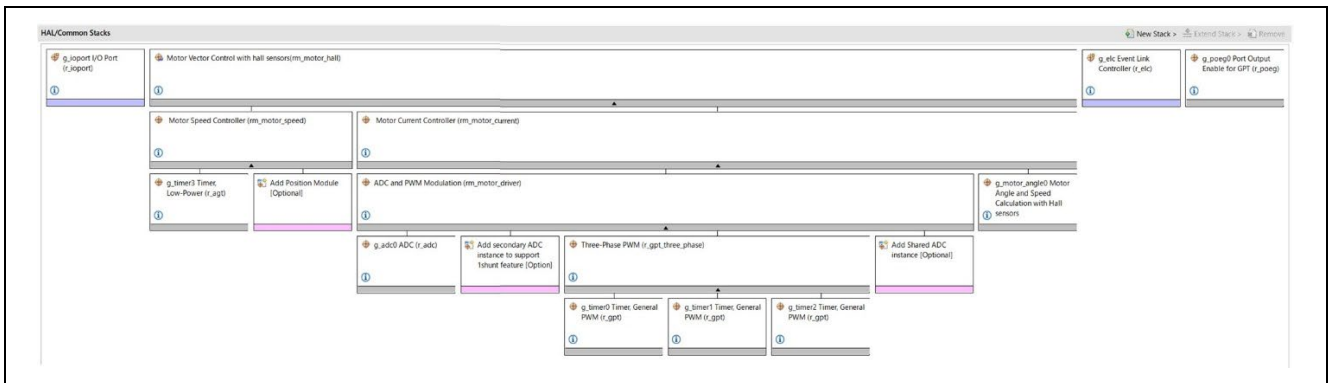 HAL/Common Stacks
New Stack >
Extend Stack >
Remove
g_ioport I/O Port
(r_ioport)
Motor Vector Control with hall sensors(rm_motor_hall)
g_elc Event Link
Controller (r_elc)
g_poeg0 Port Output
Enable for GPT (r_poeg)
Motor Speed Controller (rm_motor_speed)
Motor Current Controller (rm_motor_current)
g_timer3 Timer,
Low-Power (r_agt)
Add Position Module
[Optional]
ADC and PWM Modulation (rm_motor_driver)
g_motor_angle0 Motor
Angle and Speed
Calculation with Hall
sensors
g_adc0 ADC (r_adc)
Add secondary ADC
instance to support
1shunt feature [Option]
Three-Phase PWM (r_gpt_three_phase)
Add Shared ADC
instance [Optional]
g_timer0 Timer, General
PWM (r_gpt)
g_timer1 Timer, General
PWM (r_gpt)
g_timer2 Timer, General
PWM (r_gpt)